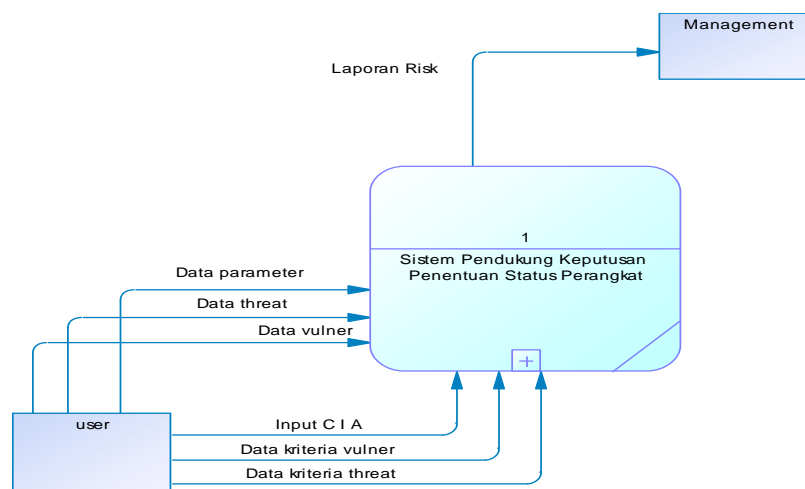 Management
Laporan Risk
1
Sistem Pendukung Keputusan
Penentuan Status Perangkat
Data parameter
Data threat
Data vulner
user
Input C I A
Data kriteria vulner
Data kriteria threat